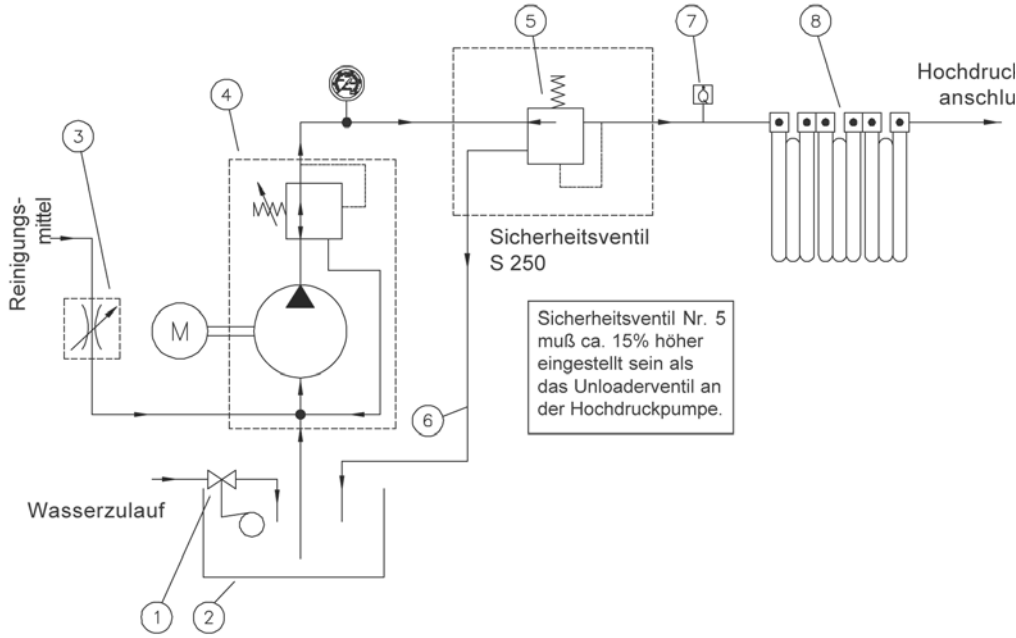 5
7
8
Hochdruck
anschlu
4
3
Reinigungs-
mittel
Sicherheitsventil
S 250
M
Sicherheitsventil Nr. 5
muß ca. 15% höher
eingestellt sein als
das Unloaderventil an
der Hochdruckpumpe.
6
Wasserzulauf
1
2